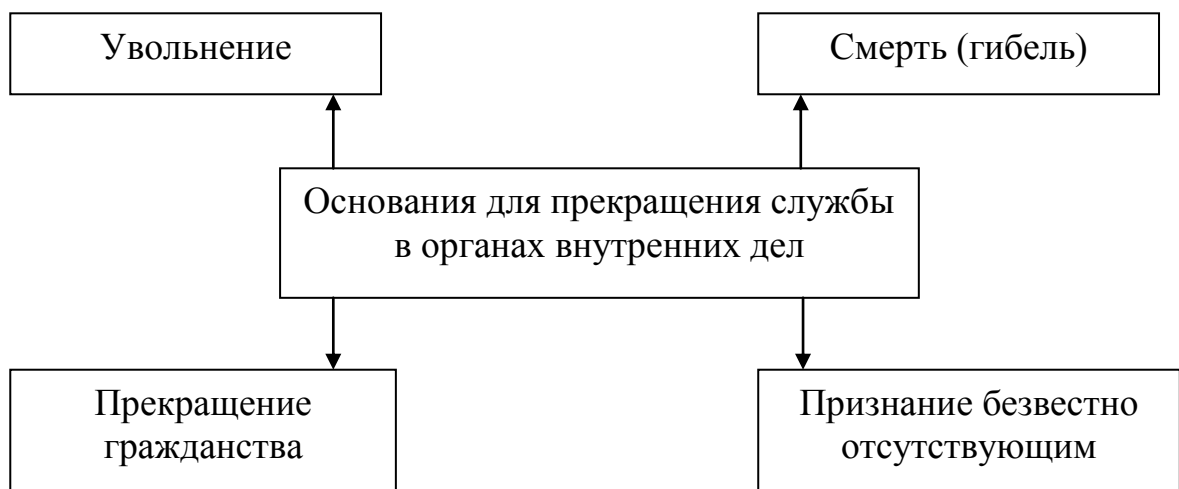 Увольнение
Смерть (гибель)
Основания для прекращения службы
в органах внутренних дел
Прекращение
гражданства
Признание безвестно
отсутствующим